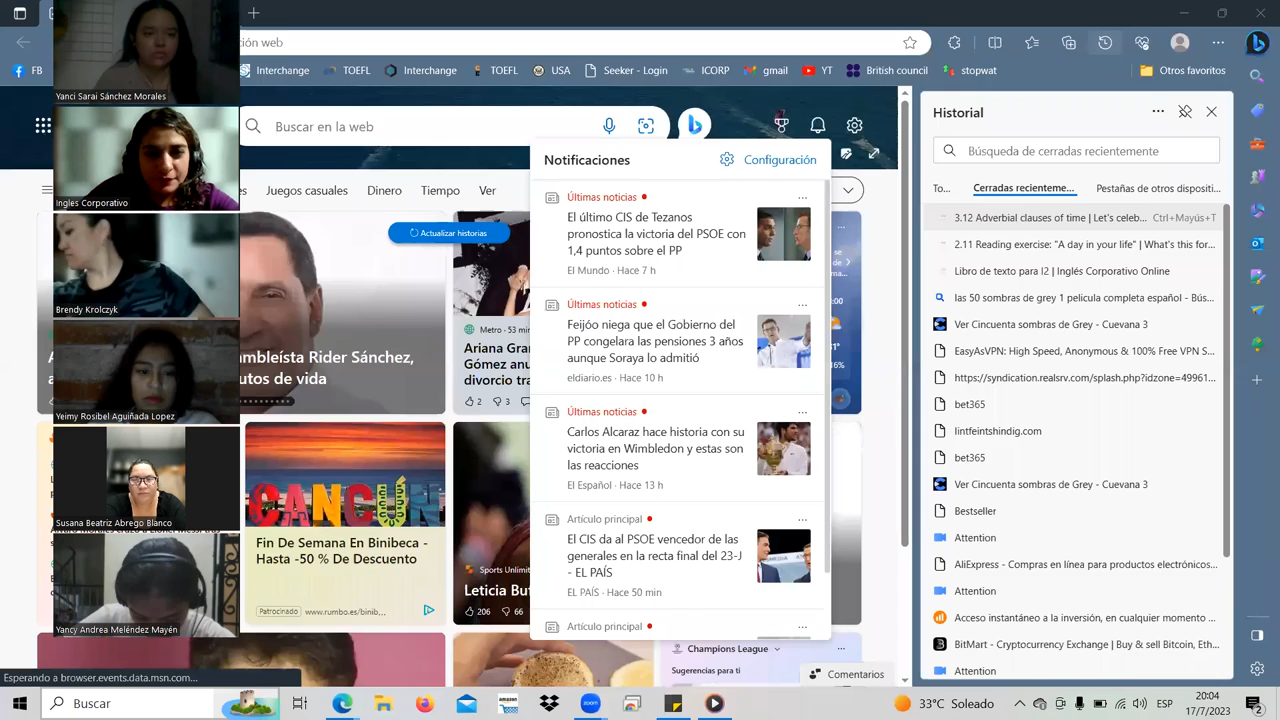 Yanci Sarai Sánchez Morales
Ingles Corporativo
Brendy Krolczyk
Yeimy Rosibel Aguiñada Lopez
Susana Beatriz Abrego Blanco
Yancy Andrea Meléndez Mayén
ción web
FB
Interchange
TOEFL
Interchange
TOEFL
USA
Seeker - Login
ICORP
gmail
YT
British council
stopwat
Otros favoritos
Buscar en la web
Juegos casuales
Dinero
Tiempo
Ver
Actualizar historias
ambleísta Rider Sánchez,
utos de vida
Metro · 53 min
Ariana Gran
Gómez anu
divorcio tra
2
3
Fin De Semana En Binibeca -
Hasta -50 % De Descuento
Patrocinado
www.rumbo.es/binib...
CANCÚN
Sports Unlimit
Leticia Buf
206
66
Notificaciones
Configuración
Últimas noticias
El último CIS de Tezanos
pronostica la victoria del PSOE con
1,4 puntos sobre el PP
El Mundo · Hace 7 h
Últimas noticias
Feijóo niega que el Gobierno del
PP congelara las pensiones 3 años
aunque Soraya lo admitió
eldiario.es · Hace 10 h
Últimas noticias
Carlos Alcaraz hace historia con su
victoria en Wimbledon y estas son
las reacciones
El Español · Hace 13 h
Artículo principal
El CIS da al PSOE vencedor de las
generales en la recta final del 23-J
- EL PAÍS
EL PAÍS · Hace 50 min
Artículo principal
Champions League
Sugerencias para ti
Comentarios
Historial
Búsqueda de cerradas recientemente
To...
Cerradas recienteme...
Pestañas de otros dispositi...
3.12 Adverbial clauses of time | Let's celeb...
Ctrl+Mayús+T
2.11 Reading exercise: "A day in your life" | What's this for...
Libro de texto para I2 | Inglés Corporativo Online
las 50 sombras de grey 1 pelicula completa español - Bús...
Ver Cincuenta sombras de Grey - Cuevana 3
EasyAsVPN: High Speed, Anonymous & 100% Free VPN S...
https://syndication.realsrv.com/splash.php?idzone=49961...
bet365
lintfeintshindig.com
bet365
Ver Cincuenta sombras de Grey - Cuevana 3
Bestseller
Attention
AliExpress - Compras en línea para productos electrónicos...
Attention
Acceso instantáneo a la inversión, en cualquier momento ...
BitMart - Cryptocurrency Exchange | Buy & sell Bitcoin, Eth...
Attention
Esperando a browser.events.data.msn.com...
Buscar
amazon
zoom
33°C Soleado
ESP
20:04
17/7/2023
2